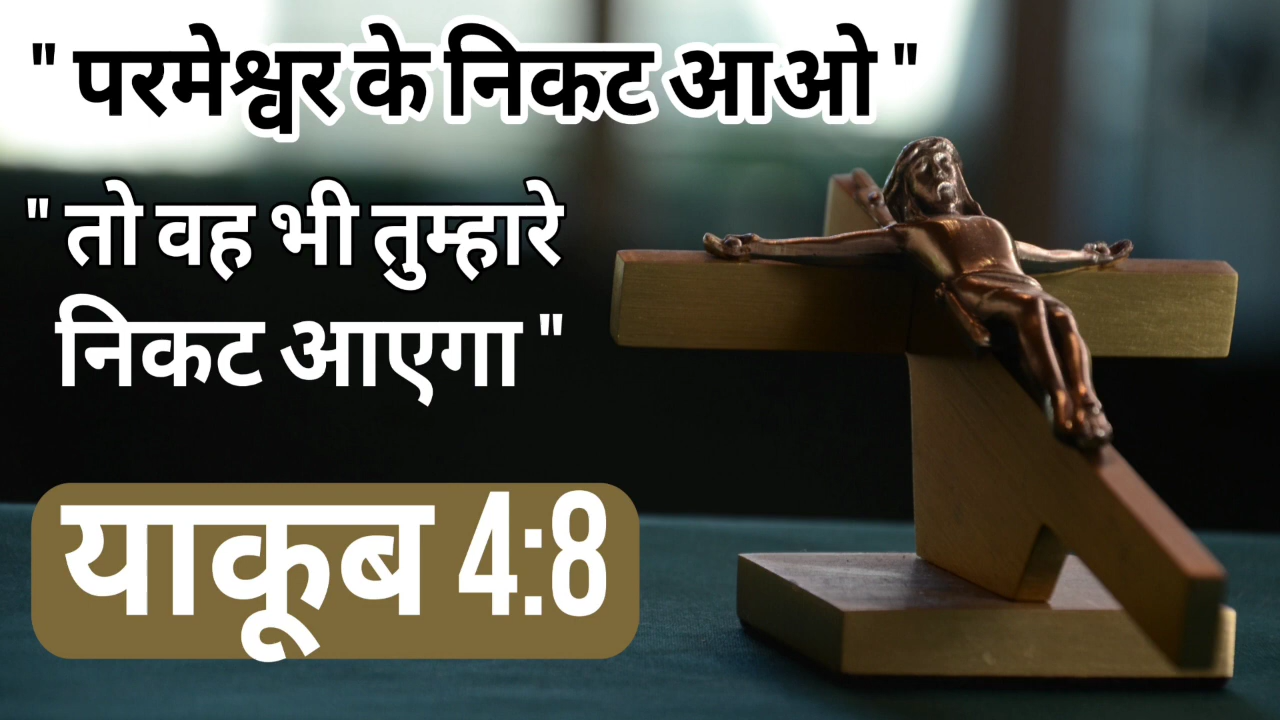 " परमेश्वर के निकट आओ "
" तो वह भी तुम्हारे
निकट आएगा "
याकूब 4:8